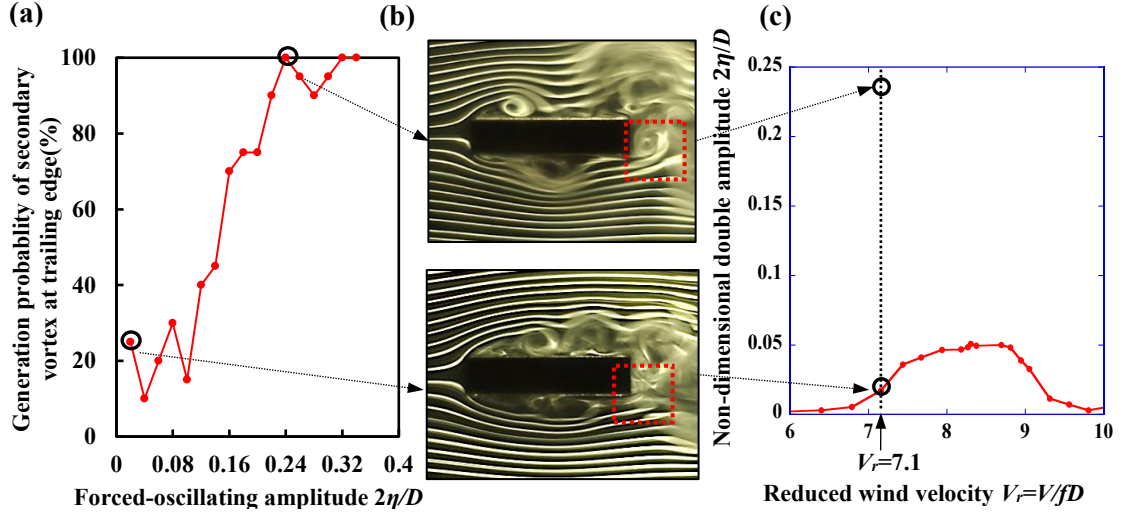 (a)
(b)
(c)
Generation probablity of secondary
vortex at trailing edge(%)
100
80
60
40
20
0
0
0.08
0.16
0.24
0.32
0.4
Forced-oscillating amplitude 2η/D
Non-dimensional double amplitude 2η/D
0.25
0.2
0.15
0.1
0.05
0
6
7
8
9
10
Vr=7.1
Reduced wind velocity Vr=V/fD